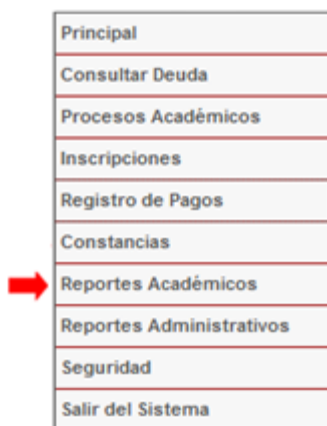 Principal
Consultar Deuda
Procesos Académicos
Inscripciones
Registro de Pagos
Constancias
Reportes Académicos
Reportes Administrativos
Seguridad
Salir del Sistema